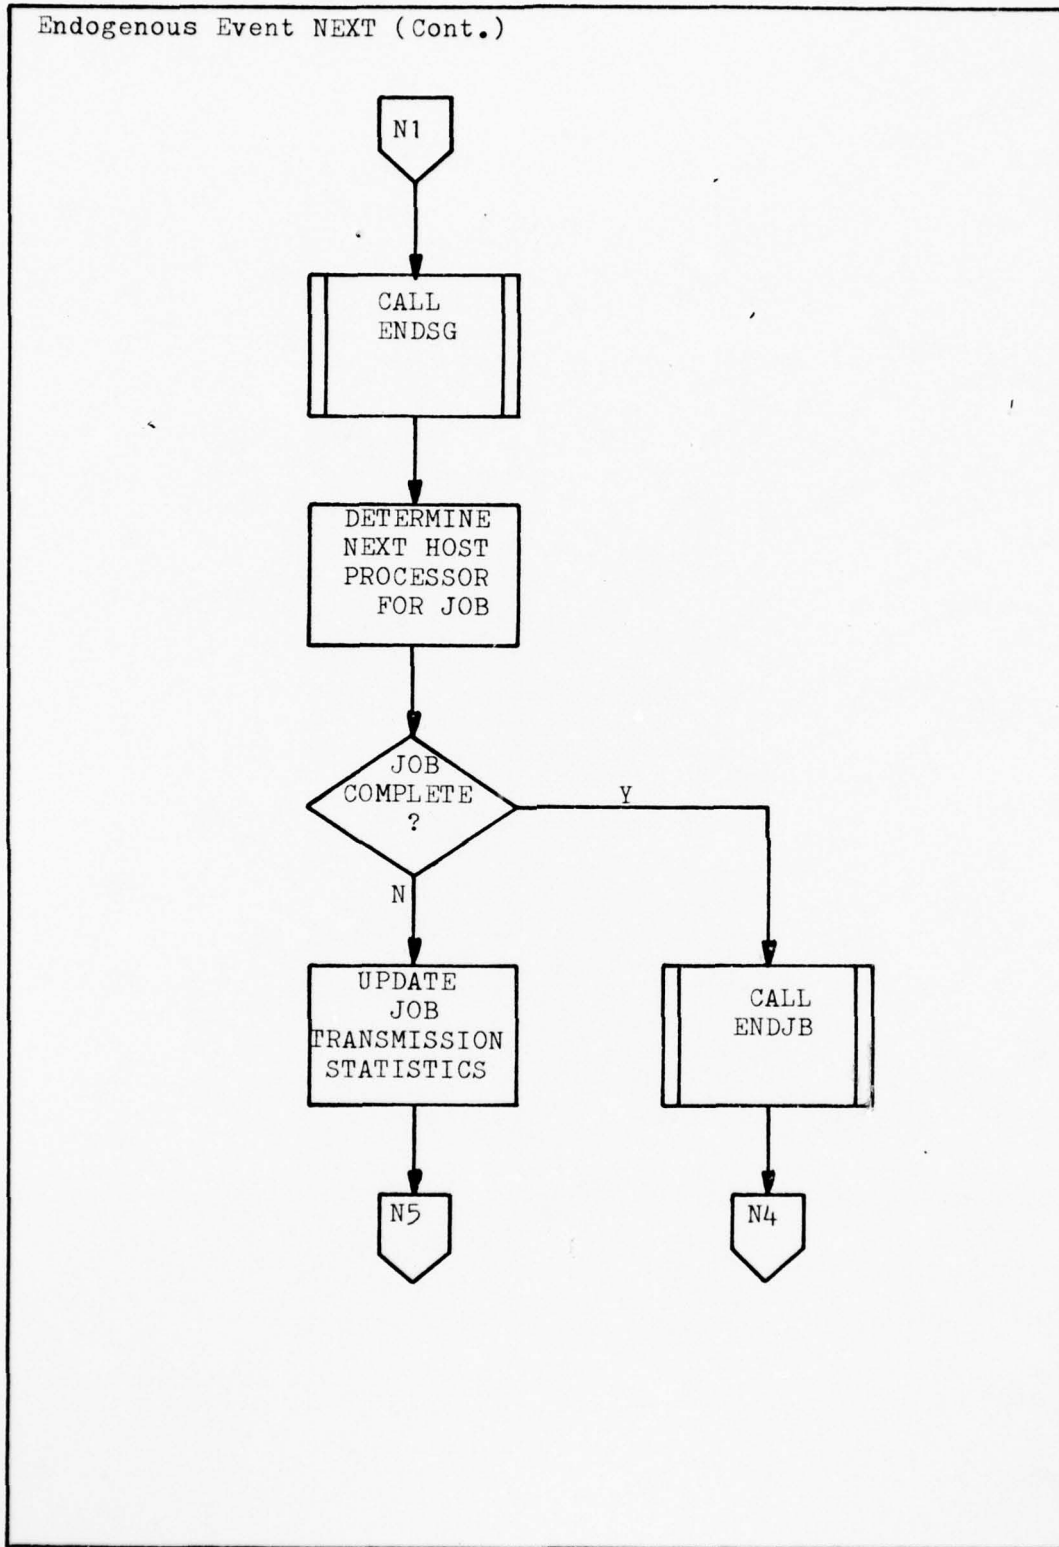 Endogenous Event NEXT (Cont.)
N1
CALL
ENDSG
DETERMINE
NEXT HOST
PROCESSOR
FOR JOB
JOB
COMPLETE
?
Y
N
UPDATE
JOB
TRANSMISSION
STATISTICS
CALL
ENDJB
N5
N4